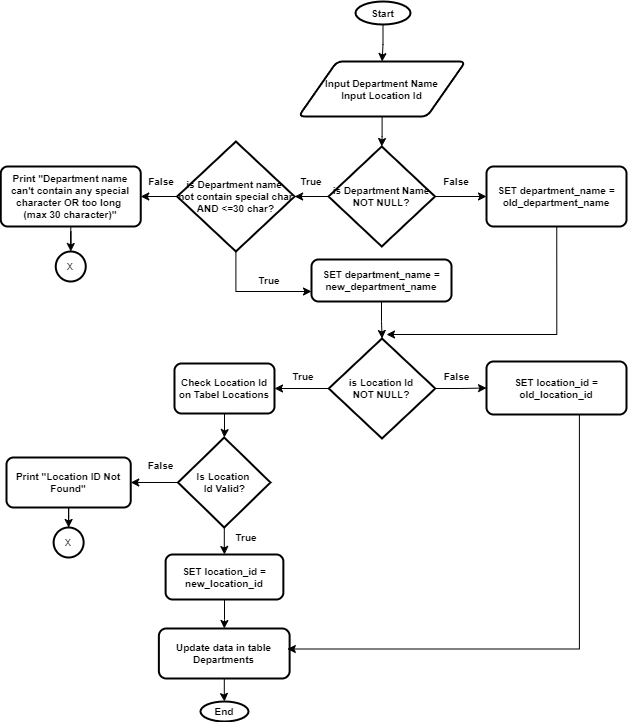 Start
Input Department Name
Input Location Id
is Department Name
NOT NULL?
True
False
is Department name
not contain special char
AND <=30 char?
False
Print "Department name
can't contain any special
character OR too long
(max 30 character)"
X
SET department_name =
old_department_name
True
SET department_name =
new_department_name
is Location Id
NOT NULL?
True
False
Check Location Id
on Tabel Locations
SET location_id =
old_location_id
Is Location
Id Valid?
False
Print "Location ID Not
Found"
X
True
SET location_id =
new_location_id
Update data in table
Departments
End